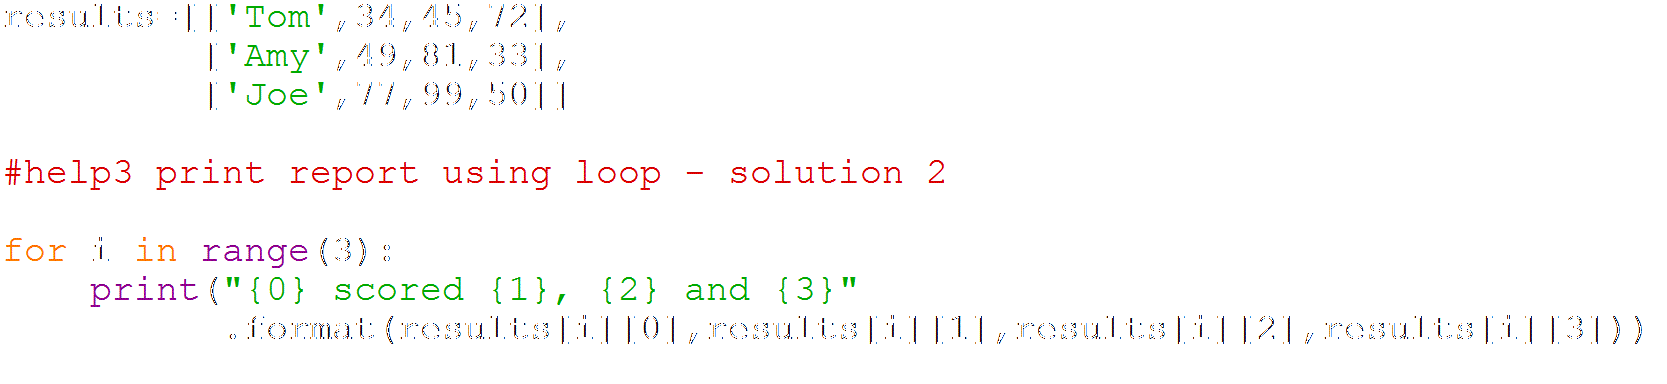 results=[['Tom',34,45,72],
['Amy',49,81,33],
['Joe',77,99,50]]
#help3 print report using loop - solution 2
for i in range(3):
print("{0} scored {1}, {2} and {3}"
.format(results[i][0],results[i][1],results[i][2],results[i][3]))